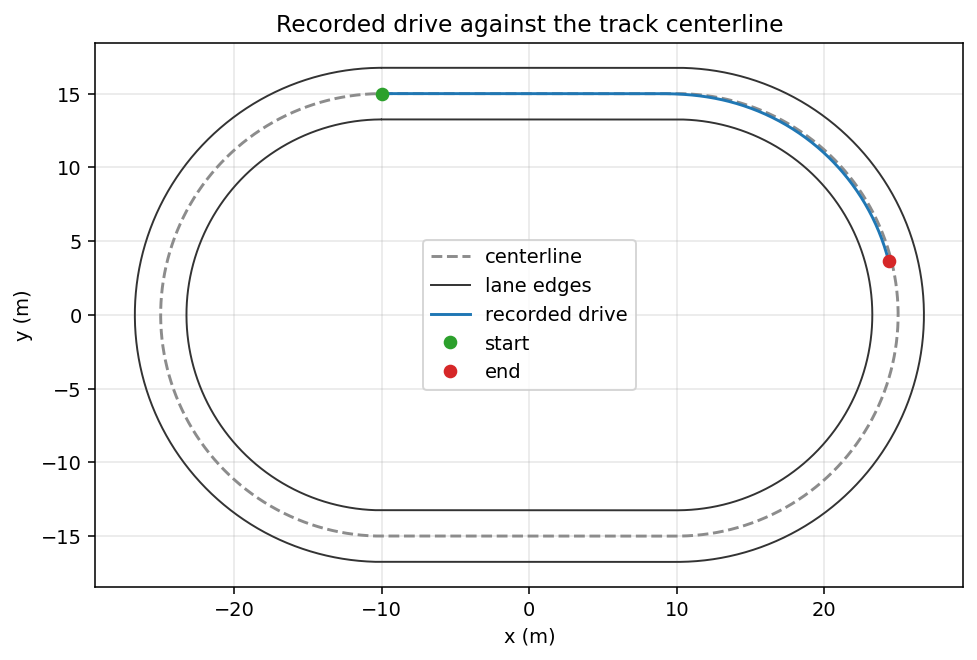 Recorded drive against the track centerline
y (m)
15
10
5
0
−5
−10
−15
centerline
lane edges
recorded drive
start
end
−20
−10
0
10
20
x (m)